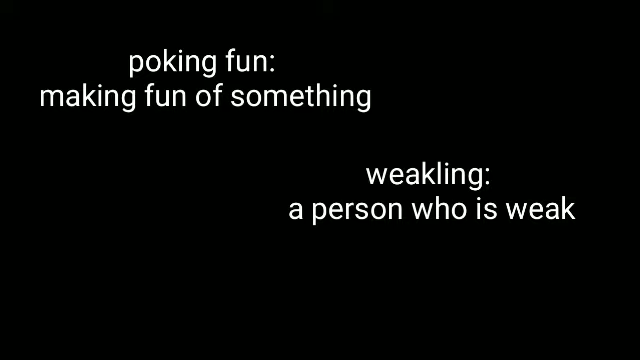 poking fun:
making fun of something
weakling:
a person who is weak